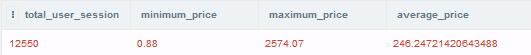 total_user_session minimum_price maximum_price average_price
12550 0.88 2574.07 246.24721420643488